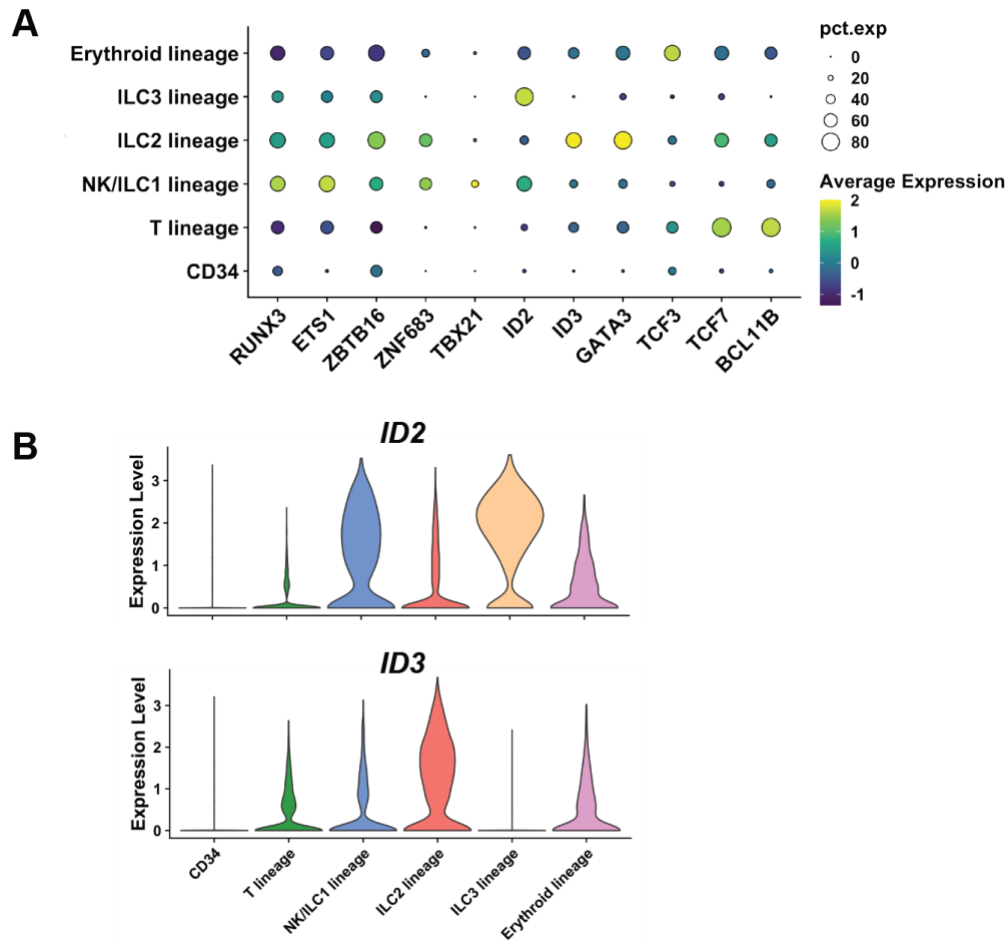 A
Erythroid lineage
ILC3 lineage
ILC2 lineage
NK/ILC1 lineage
T lineage
CD34
RUNX3
ETS1
ZBTB16
ZNF683
TBX21
ID2
ID3
GATA3
TCF3
TCF7
BCL11B
pct.exp
0
20
40
60
80
Average Expression
2
1
0
-1
B
ID2
Expression Level
3
2
1
0
ID3
Expression Level
3
2
1
0
CD34
T lineage
NK/ILC1 lineage
ILC2 lineage
ILC3 lineage
Erythroid lineage